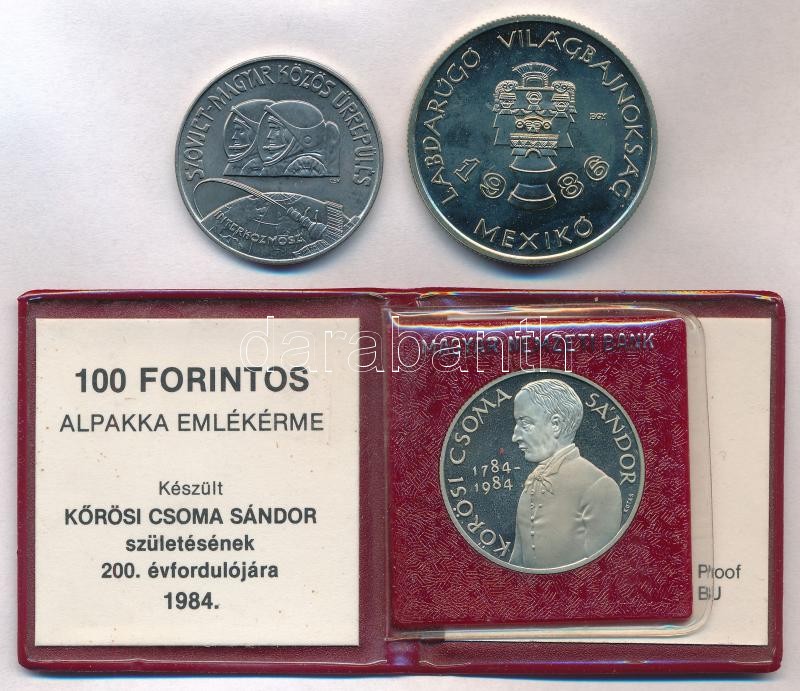 SZOVJET-MAGYAR KÖZÖS ŰRREPÜLÉS
INTERKOZMOSZ
LABDARÚGÓ VILÁGBAJNOKSÁG
1986
MEXIKÓ
darabanth
MAGYAR NEMZETI BANK
100 FORINTOS
ALPAKKA EMLÉKÉRME
Készült
KŐRÖSI CSOMA SÁNDOR
születésének
200. évfordulójára
1984.
KŐRÖSI CSOMA SÁNDOR
1784-
1984
Proof
BU